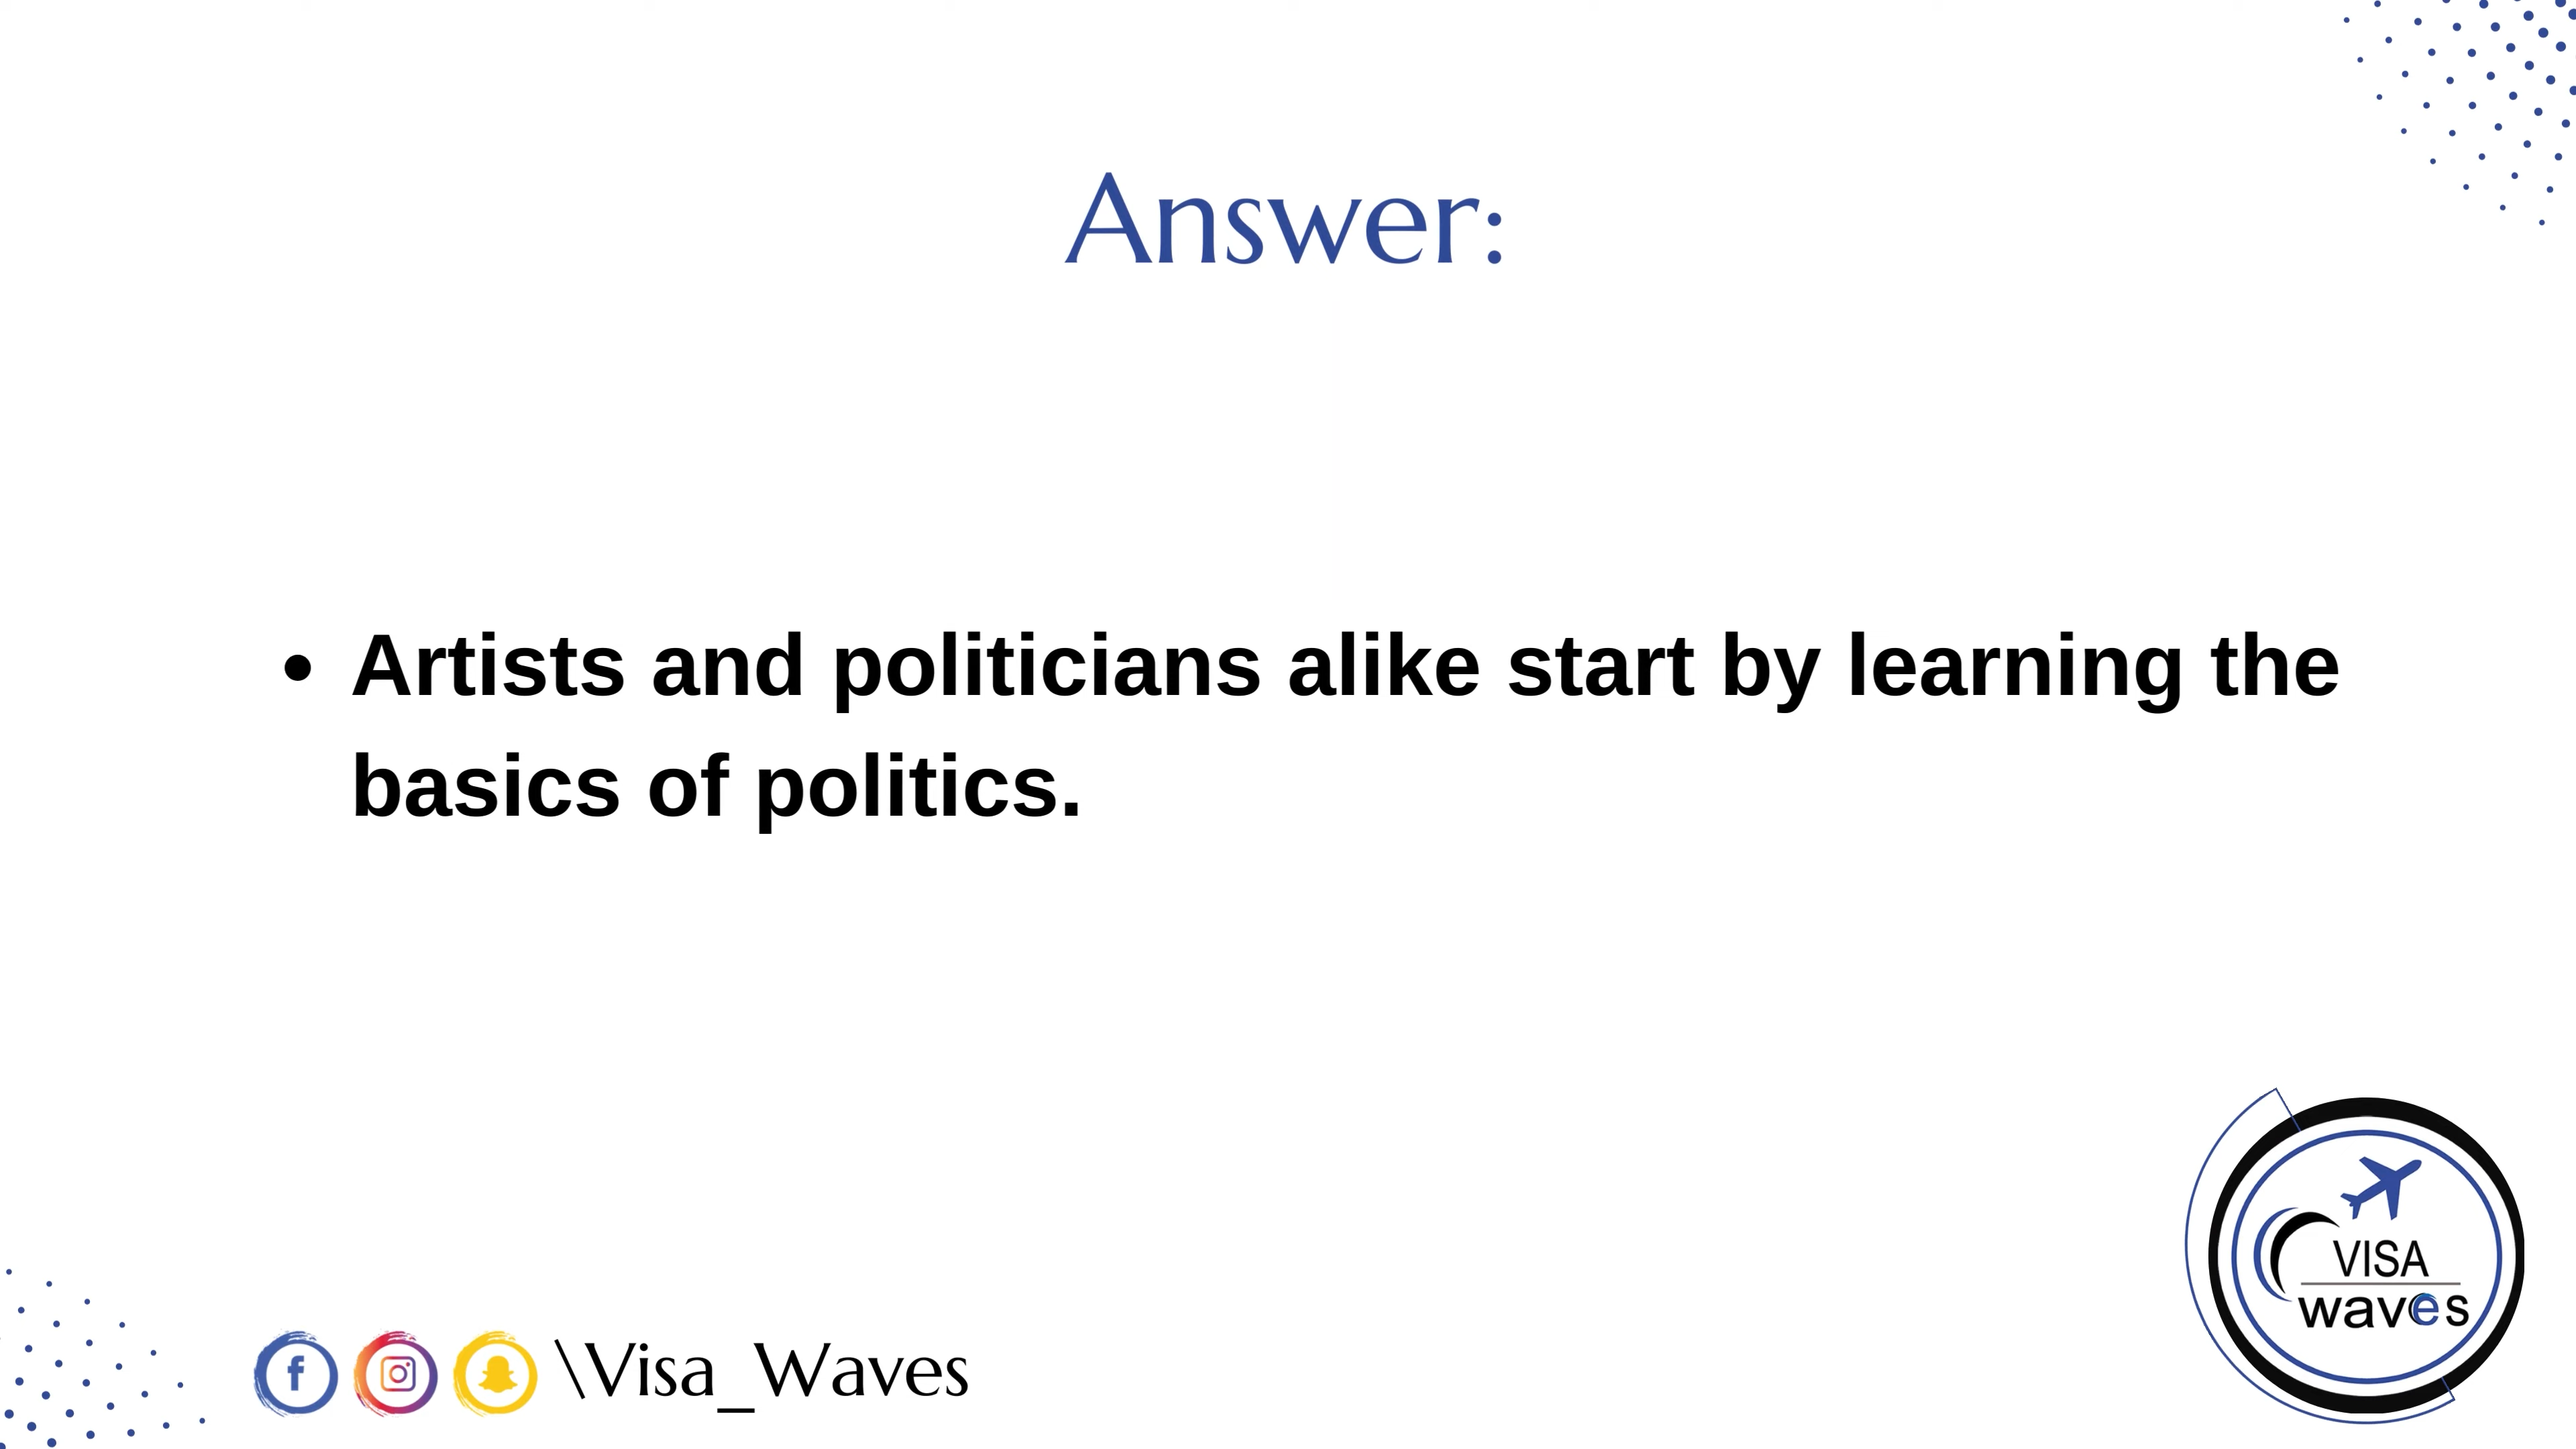 Answer:
• Artists and politicians alike start by learning the
basics of politics.
VISA
waves
\Visa_Waves